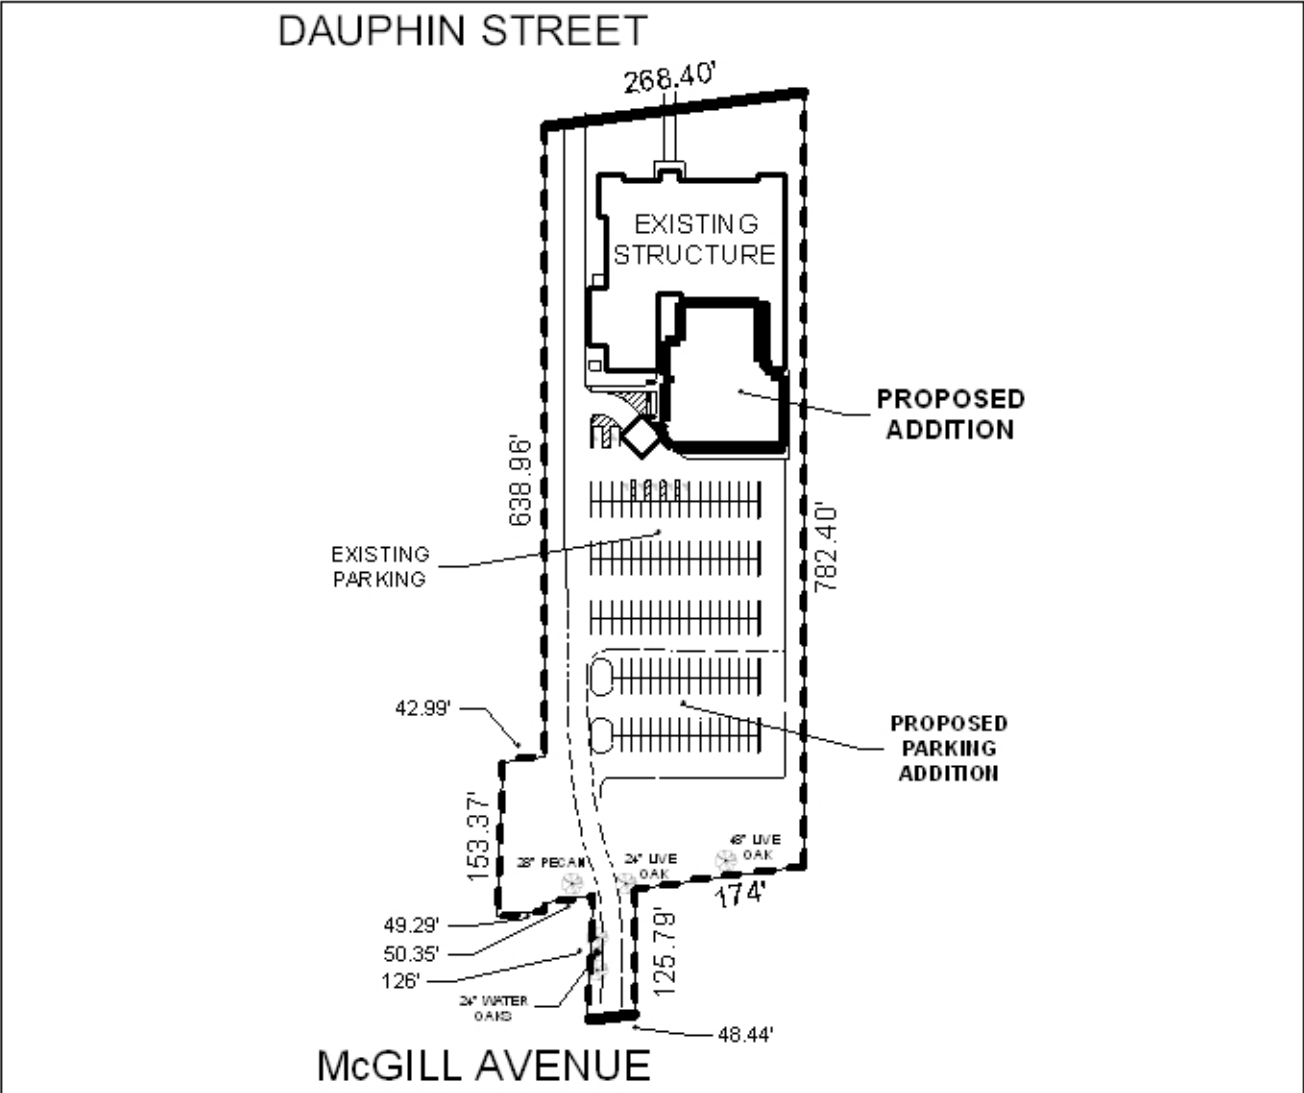 DAUPHIN STREET
268.40'
EXISTING
STRUCTURE
PROPOSED
ADDITION
638.96'
782.40'
EXISTING
PARKING
42.99'
PROPOSED
PARKING
ADDITION
153.37'
28" PECAN
24" LIVE
OAK
48" LIVE
OAK
174'
49.29'
50.35'
126'
125.79'
24" WATER
OAKS
48.44'
McGILL AVENUE